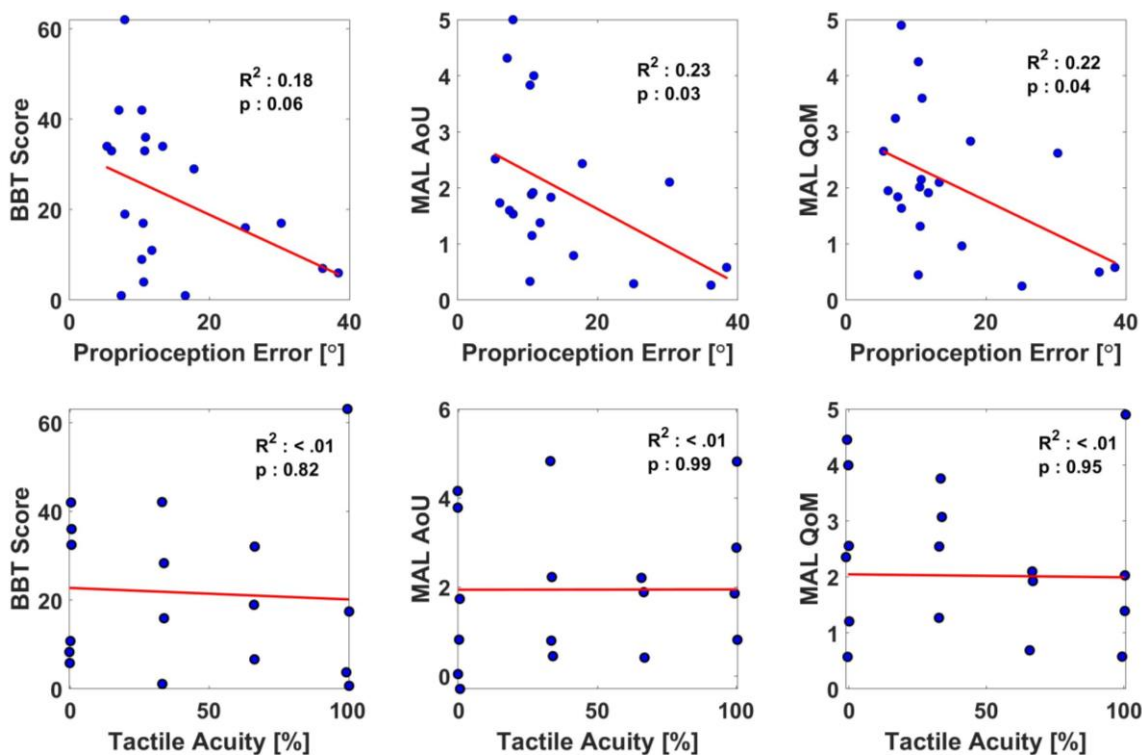 60
40
20
0
BBT Score
R² : 0.18
p : 0.06
0 20 40
Proprioception Error [°]
5
4
3
2
1
0
MAL AoU
R² : 0.23
p : 0.03
0 20 40
Proprioception Error [°]
5
4
3
2
1
0
MAL QoM
R² : 0.22
p : 0.04
0 20 40
Proprioception Error [°]
60
40
20
0
BBT Score
R² : < .01
p : 0.82
0 50 100
Tactile Acuity [%]
6
4
2
0
MAL AoU
R² : < .01
p : 0.99
0 50 100
Tactile Acuity [%]
5
4
3
2
1
0
MAL QoM
R² : < .01
p : 0.95
0 50 100
Tactile Acuity [%]